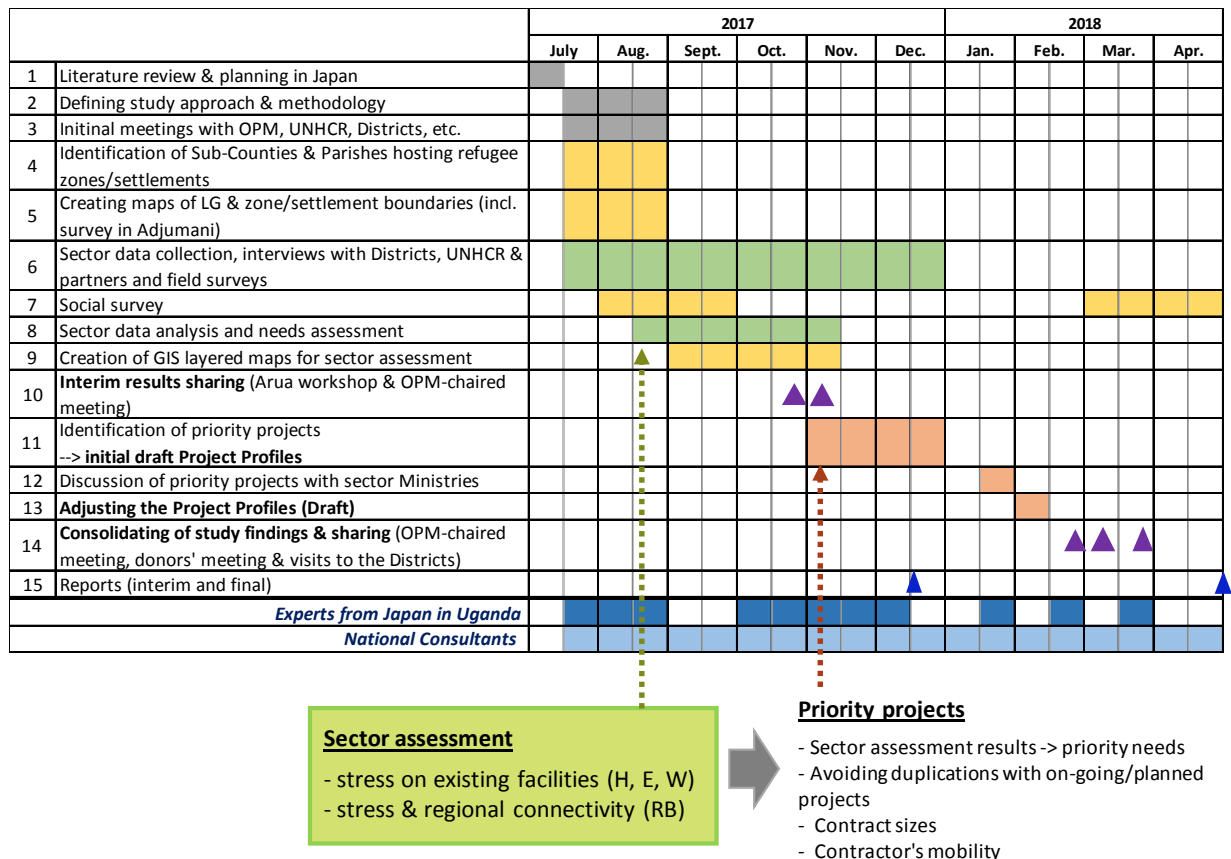 2017 2018
July Aug. Sept. Oct. Nov. Dec. Jan. Feb. Mar. Apr.
1 Literature review & planning in Japan
2 Defining study approach & methodology
3 Initinal meetings with OPM, UNHCR, Districts, etc.
4 Identification of Sub-Counties & Parishes hosting refugee
zones/settlements
5 Creating maps of LG & zone/settlement boundaries (incl.
survey in Adjumani)
6 Sector data collection, interviews with Districts, UNHCR &
partners and field surveys
7 Social survey
8 Sector data analysis and needs assessment
9 Creation of GIS layered maps for sector assessment
10 Interim results sharing (Arua workshop & OPM-chaired
meeting)
11 Identification of priority projects
--> initial draft Project Profiles
12 Discussion of priority projects with sector Ministries
13 Adjusting the Project Profiles (Draft)
14 Consolidating of study findings & sharing (OPM-chaired
meeting, donors' meeting & visits to the Districts)
15 Reports (interim and final)
Experts from Japan in Uganda
National Consultants
Sector assessment
- stress on existing facilities (H, E, W)
- stress & regional connectivity (RB)
Priority projects
- Sector assessment results -> priority needs
- Avoiding duplications with on-going/planned
projects
- Contract sizes
- Contractor's mobility